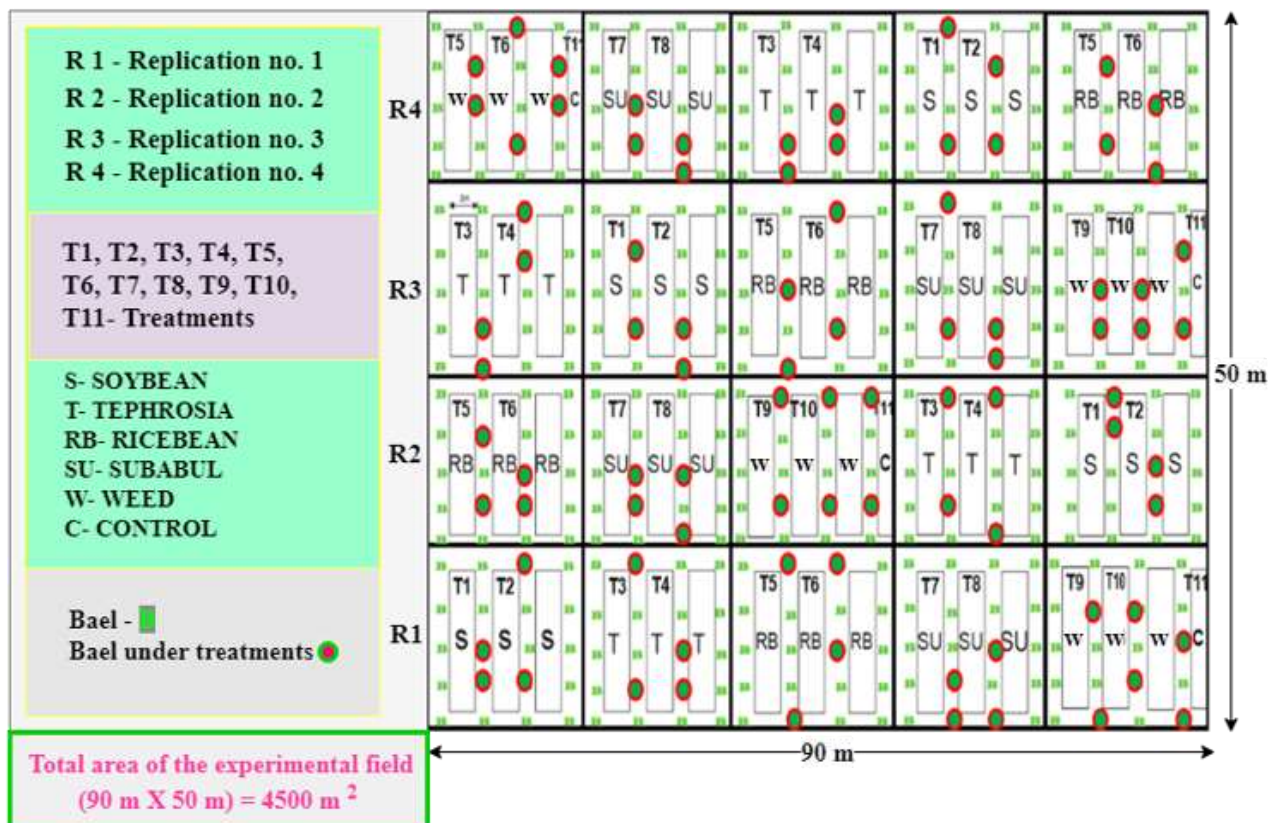 R 1 - Replication no. 1
R 2 - Replication no. 2
R 3 - Replication no. 3
R 4 - Replication no. 4
T1, T2, T3, T4, T5,
T6, T7, T8, T9, T10,
T11- Treatments
S- SOYBEAN
T- TEPHROSIA
RB- RICEBEAN
SU- SUBABUL
W- WEED
C- CONTROL
Bael -
Bael under treatments
Total area of the experimental field
(90 m X 50 m) = 4500 m 2
R4
T5 T6 T11 T7 T8 T3 T4 T1 T2 T5 T6
W W W C SU SU SU T T T S S S RB RB RB
R3
T3 T4 T1 T2 T5 T6 T7 T8 T9 T10 T11
T T T S S S RB RB RB SU SU SU W W W C
R2
T5 T6 T7 T8 T9 T10 T11 T3 T4 T1 T2
RB RB RB SU SU SU W W W C T T T S S S
R1
T1 T2 T3 T4 T5 T6 T7 T8 T9 T10 T11
S S S T T T RB RB RB SU SU SU W W W C
50 m
90 m